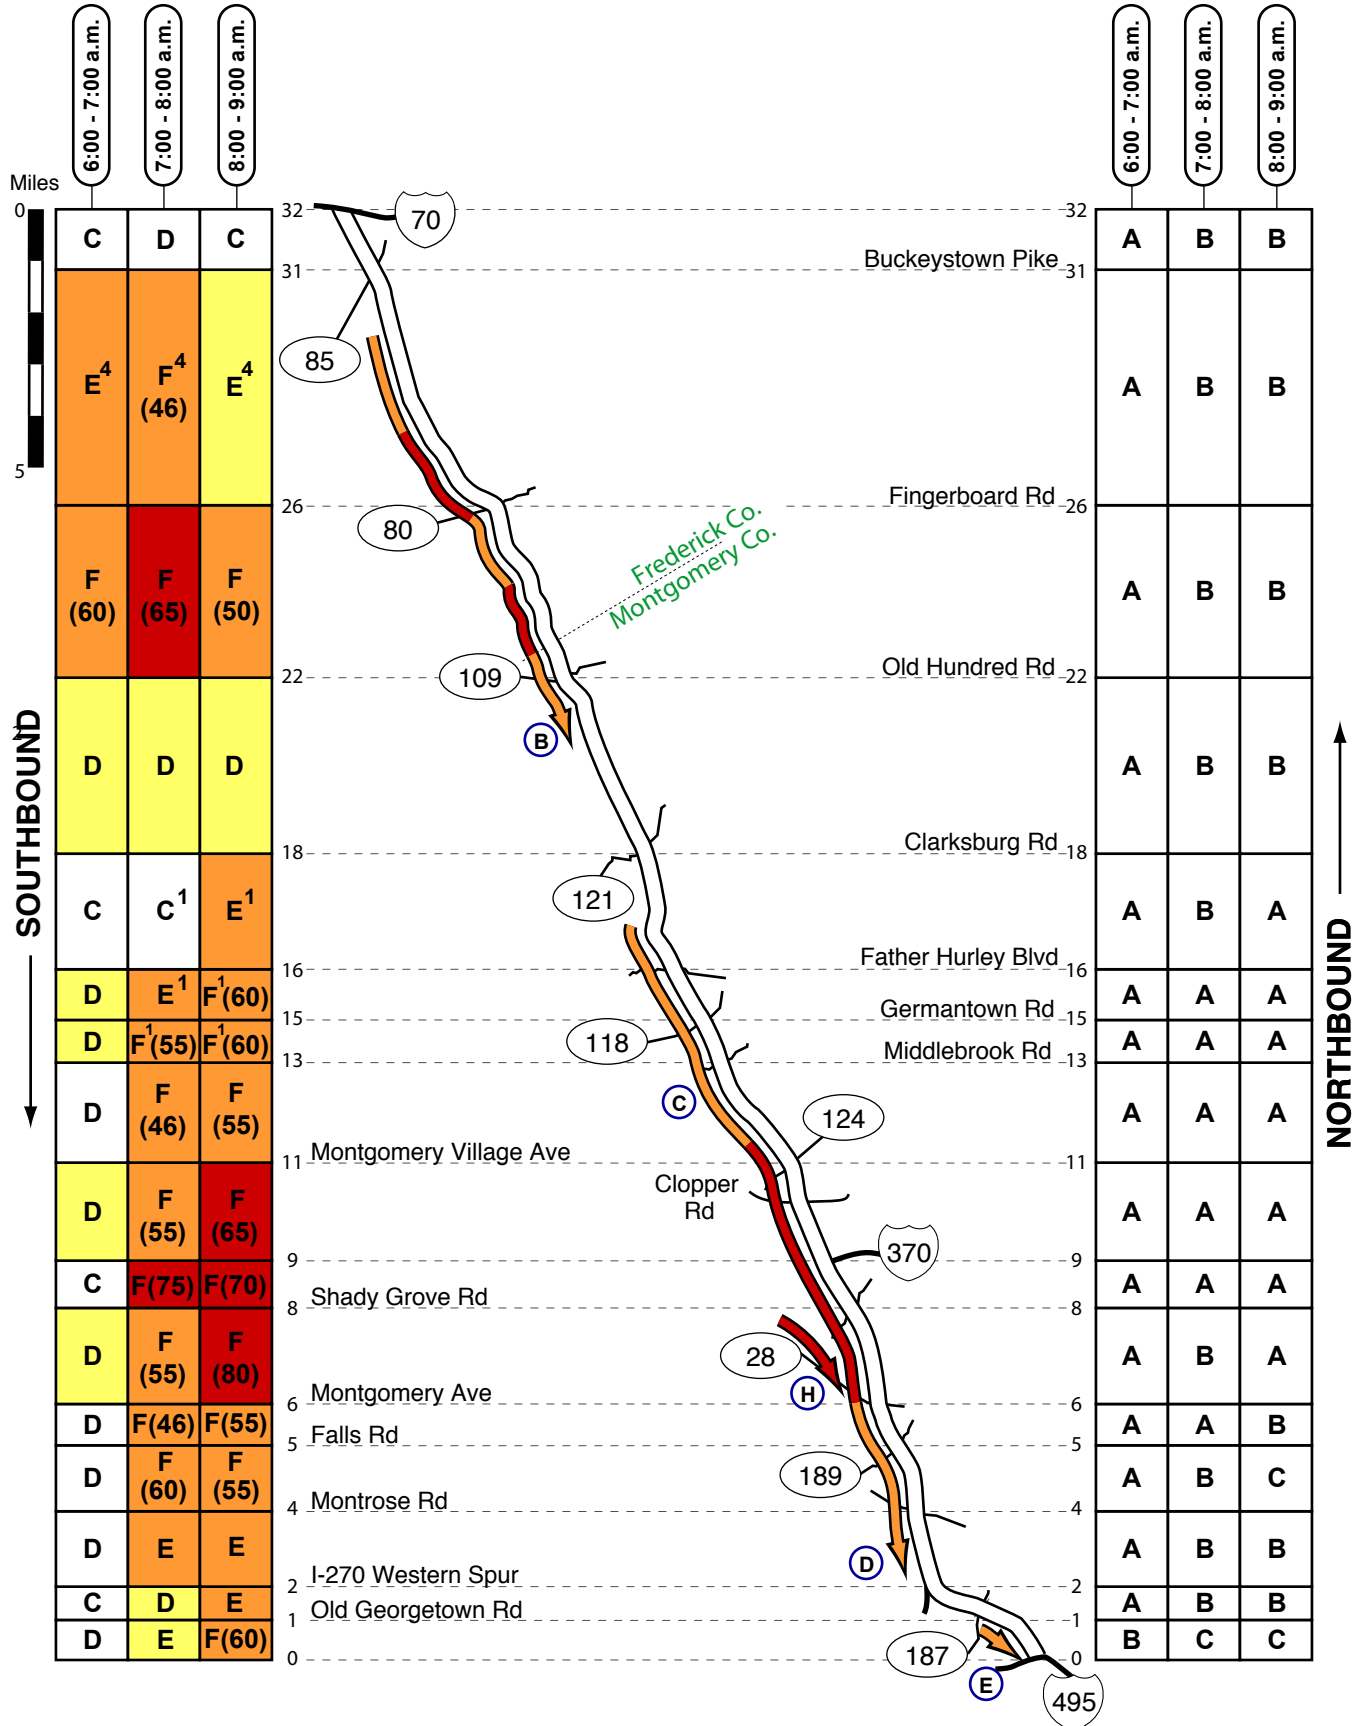 6:00 - 7:00 a.m.
7:00 - 8:00 a.m.
8:00 - 9:00 a.m.
6:00 - 7:00 a.m.
7:00 - 8:00 a.m.
8:00 - 9:00 a.m.
Miles
0
5
2
SOUTHBOUND
NORTHBOUND
C D C
E4 F4 (46) E4
F (60) F (65) F (50)
D D D
C C1 E1
D E1 F1(60)
D F1(55) F1(60)
D F (46) F (55)
D F (55) F (65)
C F(75) F(70)
D F (55) F (80)
D F(46) F(55)
D F (60) F (55)
D E E
C D E
D E F(60)
32 70 32
31 Buckeystown Pike 31
85
26 Fingerboard Rd 26
80
Frederick Co.
Montgomery Co.
22 Old Hundred Rd 22
109
B
18 Clarksburg Rd 18
121
16 Father Hurley Blvd 16
15 Germantown Rd 15
118
13 Middlebrook Rd 13
C
124
11 Montgomery Village Ave 11
Clopper
Rd
9 370 9
8 Shady Grove Rd 8
28
H
6 Montgomery Ave 6
5 Falls Rd 5
189
4 Montrose Rd 4
D
2 I-270 Western Spur 2
1 Old Georgetown Rd 1
187
0 0
E
495
A B B
A B B
A B B
A B B
A B A
A A A
A A A
A A A
A A A
A A A
A B A
A A B
A B C
A B B
A B B
B C C